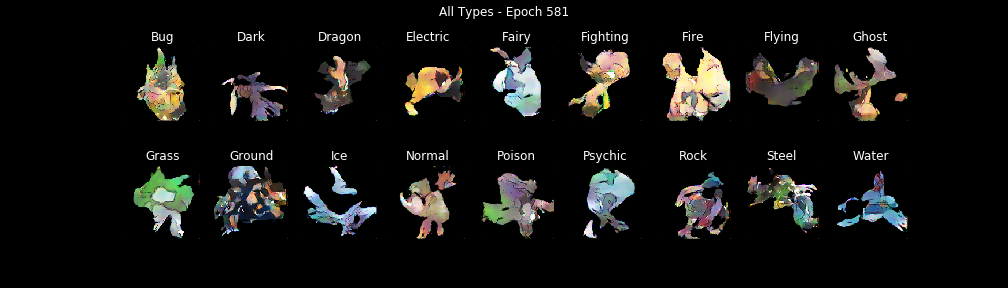 All Types - Epoch 581
Bug Dark Dragon Electric Fairy Fighting Fire Flying Ghost
Grass Ground Ice Normal Poison Psychic Rock Steel Water